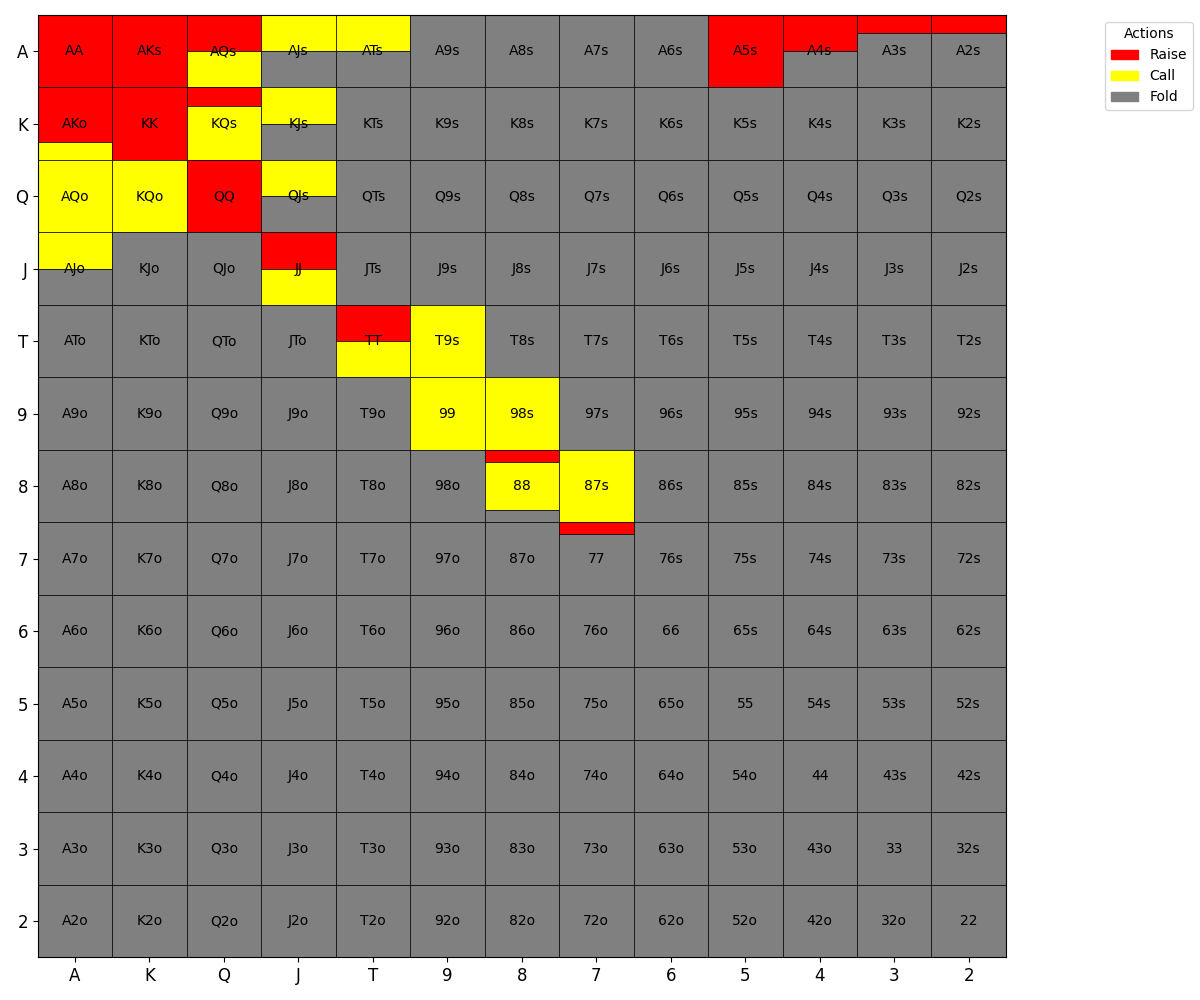 Actions
Raise
Call
Fold
A AA AKs AQs AJs ATs A9s A8s A7s A6s A5s A4s A3s A2s
K AKo KK KQs KJs KTs K9s K8s K7s K6s K5s K4s K3s K2s
Q AQo KQo QQ QJs QTs Q9s Q8s Q7s Q6s Q5s Q4s Q3s Q2s
J AJo KJo QJo JJ JTs J9s J8s J7s J6s J5s J4s J3s J2s
T ATo KTo QTo JTo TT T9s T8s T7s T6s T5s T4s T3s T2s
9 A9o K9o Q9o J9o T9o 99 98s 97s 96s 95s 94s 93s 92s
8 A8o K8o Q8o J8o T8o 98o 88 87s 86s 85s 84s 83s 82s
7 A7o K7o Q7o J7o T7o 97o 87o 77 76s 75s 74s 73s 72s
6 A6o K6o Q6o J6o T6o 96o 86o 76o 66 65s 64s 63s 62s
5 A5o K5o Q5o J5o T5o 95o 85o 75o 65o 55 54s 53s 52s
4 A4o K4o Q4o J4o T4o 94o 84o 74o 64o 54o 44 43s 42s
3 A3o K3o Q3o J3o T3o 93o 83o 73o 63o 53o 43o 33 32s
2 A2o K2o Q2o J2o T2o 92o 82o 72o 62o 52o 42o 32o 22
A K Q J T 9 8 7 6 5 4 3 2